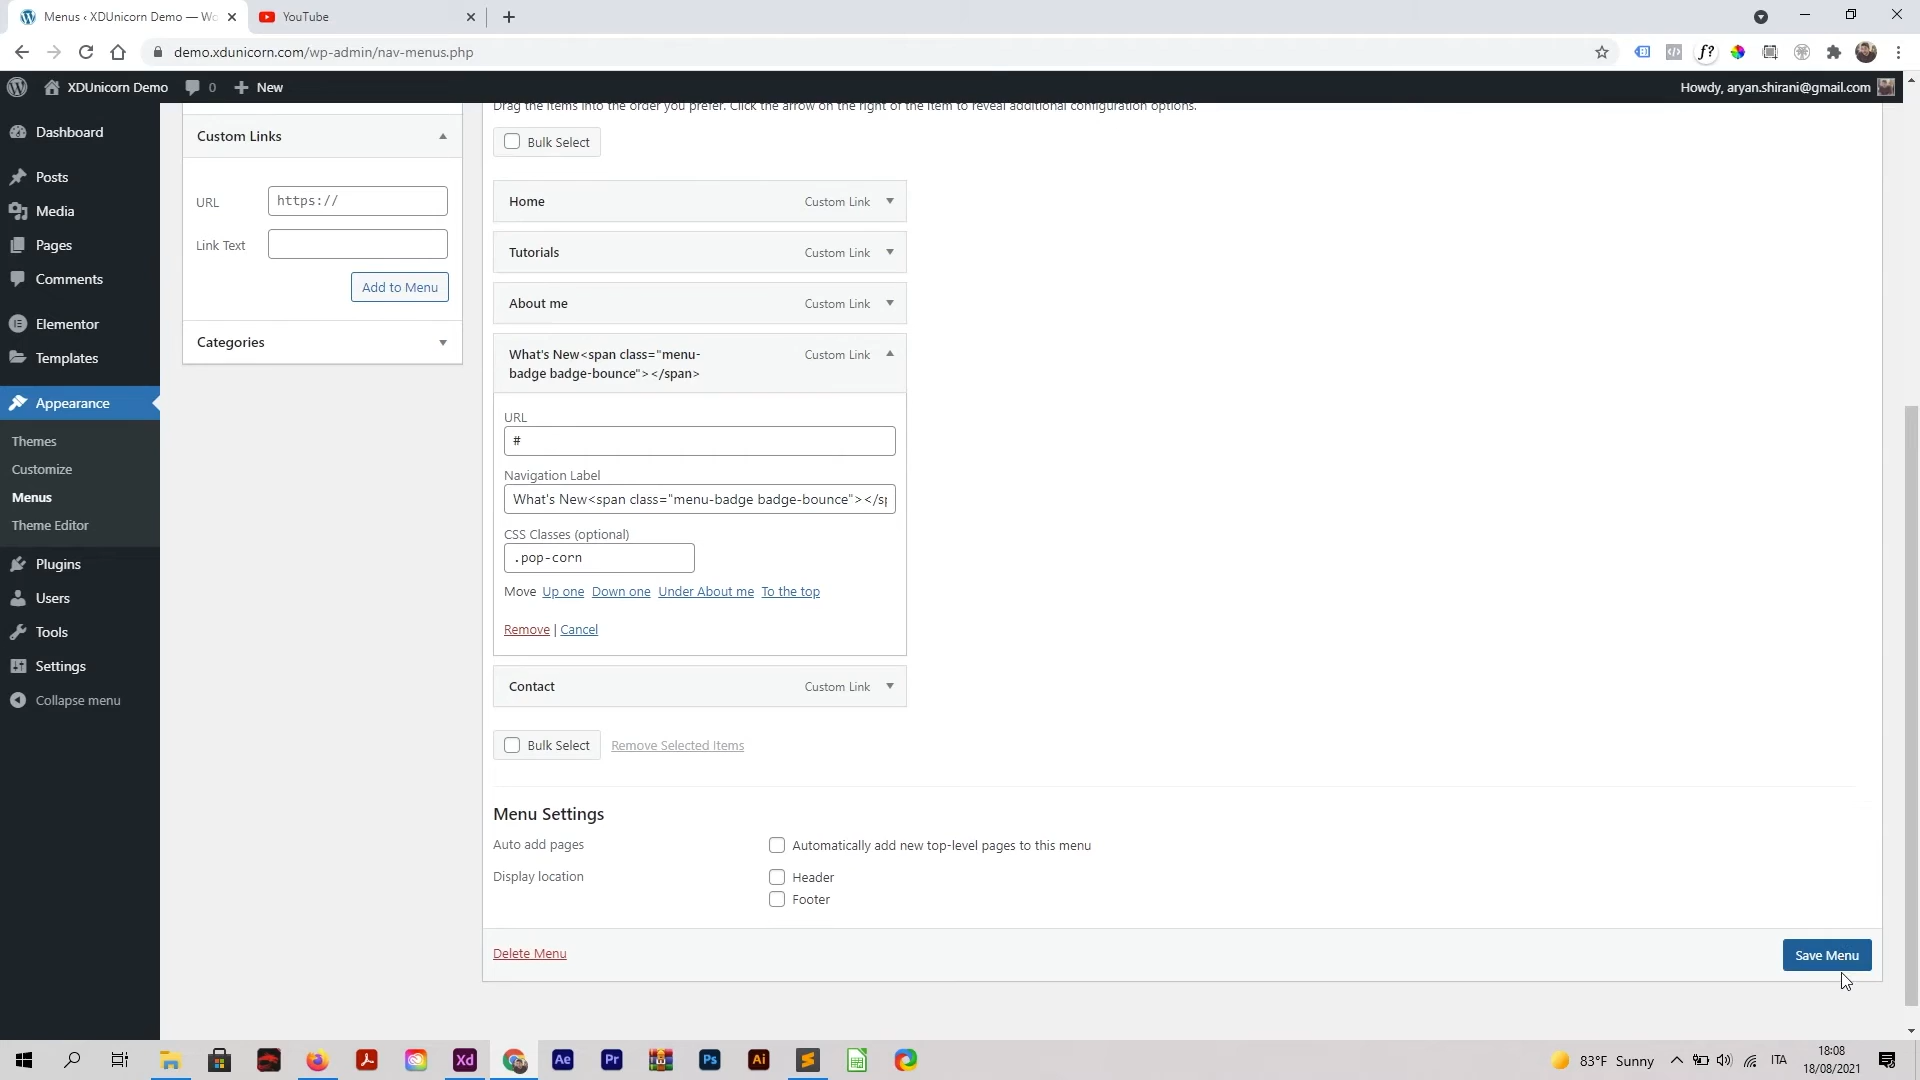 Menus ‹ XDUnicorn Demo — Wo
YouTube
demo.xdunicorn.com/wp-admin/nav-menus.php
XDUnicorn Demo
0
New
Howdy, aryan.shirani@gmail.com
Dashboard
Posts
Media
Pages
Comments
Elementor
Templates
Appearance
Themes
Customize
Menus
Theme Editor
Plugins
Users
Tools
Settings
Collapse menu
Custom Links
URL
https://
Link Text
Add to Menu
Categories
Drag the items into the order you prefer. Click the arrow on the right of the item to reveal additional configuration options.
Bulk Select
Home Custom Link
Tutorials Custom Link
About me Custom Link
What's New<span class="menu- Custom Link
badge badge-bounce"></span>
URL
#
Navigation Label
What's New<span class="menu-badge badge-bounce"></sp
CSS Classes (optional)
.pop-corn
Move Up one Down one Under About me To the top
Remove | Cancel
Contact Custom Link
Bulk Select Remove Selected Items
Menu Settings
Auto add pages Automatically add new top-level pages to this menu
Display location Header
Footer
Delete Menu Save Menu
Xd
Ae
Pr
Ps
Ai
83°F Sunny
ITA
18:08
18/08/2021